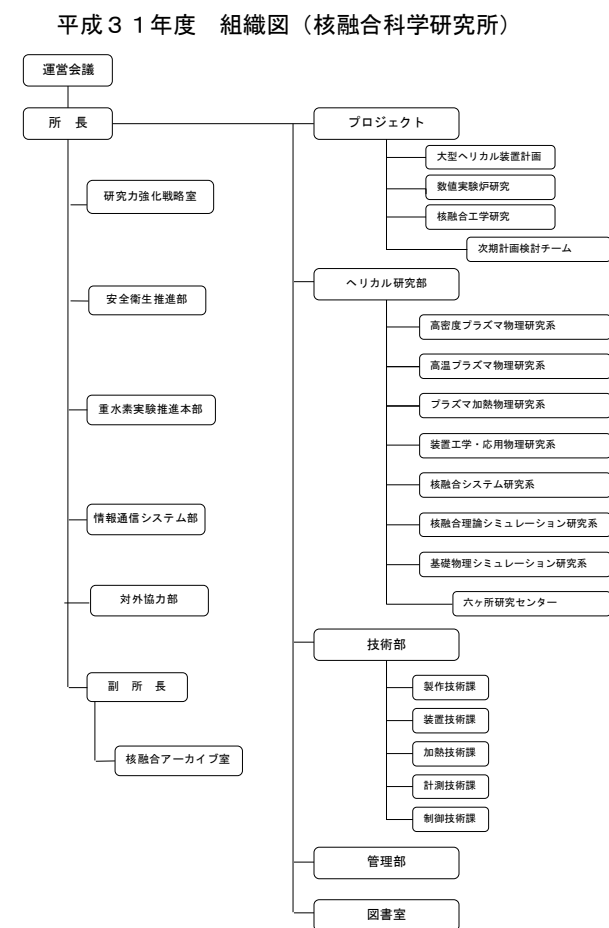 平成３１年度　組織図（核融合科学研究所）
運営会議
所　長
研究力強化戦略室
安全衛生推進部
重水素実験推進本部
情報通信システム部
対外協力部
副　所　長
核融合アーカイブ室
プロジェクト
大型ヘリカル装置計画
数値実験炉研究
核融合工学研究
次期計画検討チーム
ヘリカル研究部
高密度プラズマ物理研究系
高温プラズマ物理研究系
プラズマ加熱物理研究系
装置工学・応用物理研究系
核融合システム研究系
核融合理論シミュレーション研究系
基礎物理シミュレーション研究系
六ヶ所研究センター
技術部
製作技術課
装置技術課
加熱技術課
計測技術課
制御技術課
管理部
図書室